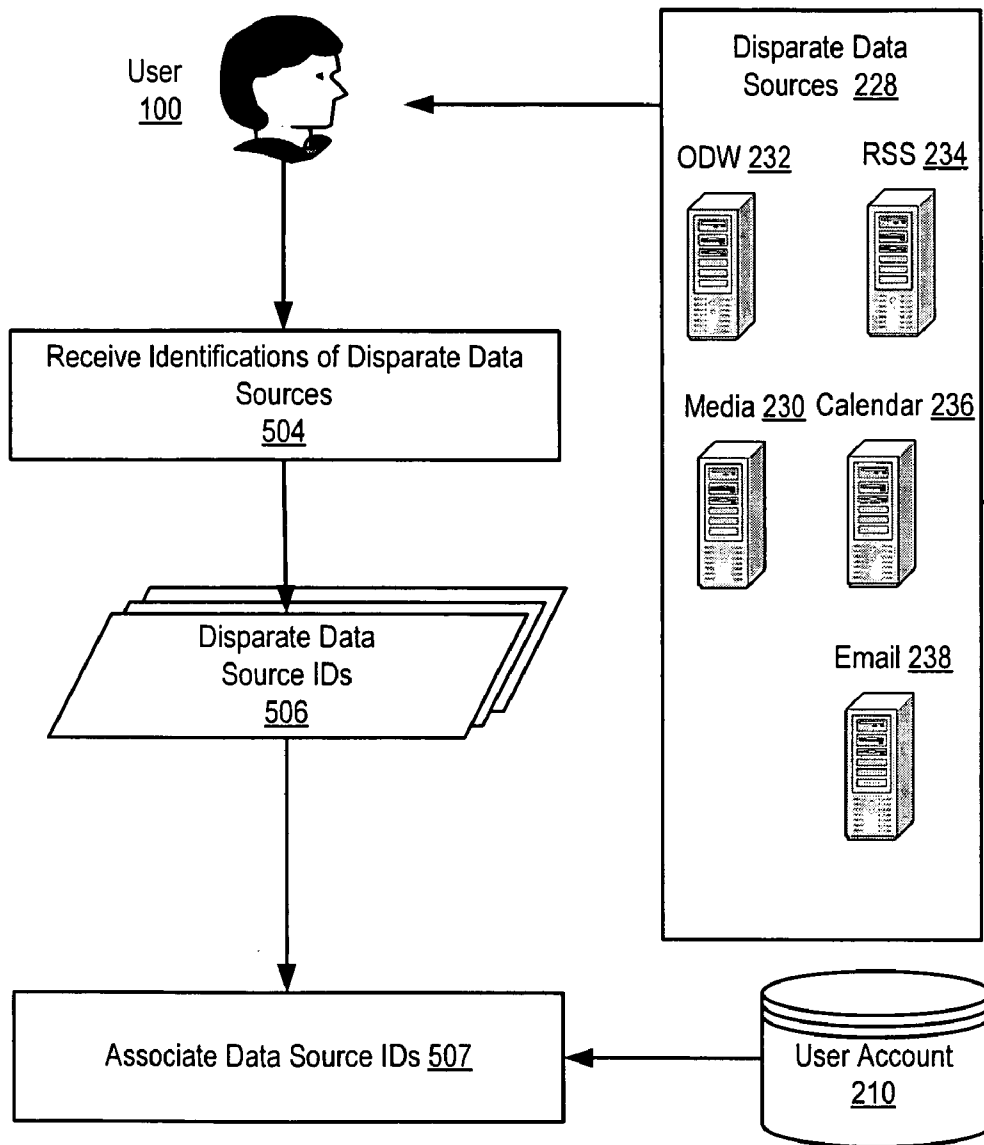 User
100
Disparate Data
Sources 228
ODW 232
RSS 234
Media 230
Calendar 236
Email 238
Receive Identifications of Disparate Data
Sources
504
Disparate Data
Source IDs
506
Associate Data Source IDs 507
User Account
210